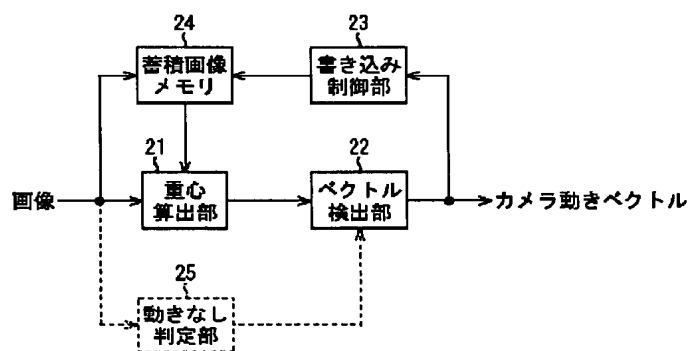 24
蓄積画像
メモリ
23
書き込み
制御部
21
重心
算出部
22
ベクトル
検出部
画像
カメラ動きベクトル
25
動きなし
判定部